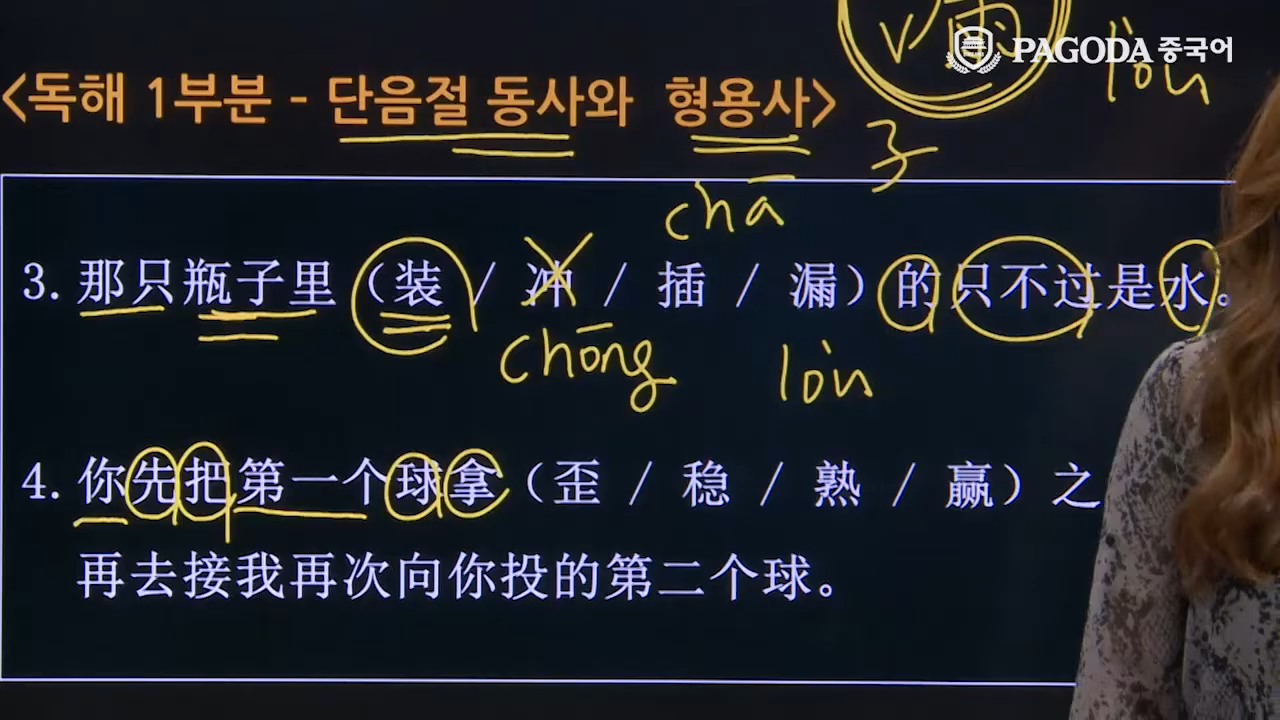 PAGODA 중국어
lòu
<독해 1부분 - 단음절 동사와 형용사>
chā
3. 那只瓶子里（装 / 冲 / 插 / 漏）的只不过是水。
chōng
lòu
4. 你先把第一个球拿（歪 / 稳 / 熟 / 赢）之
再去接我再次向你投的第二个球。